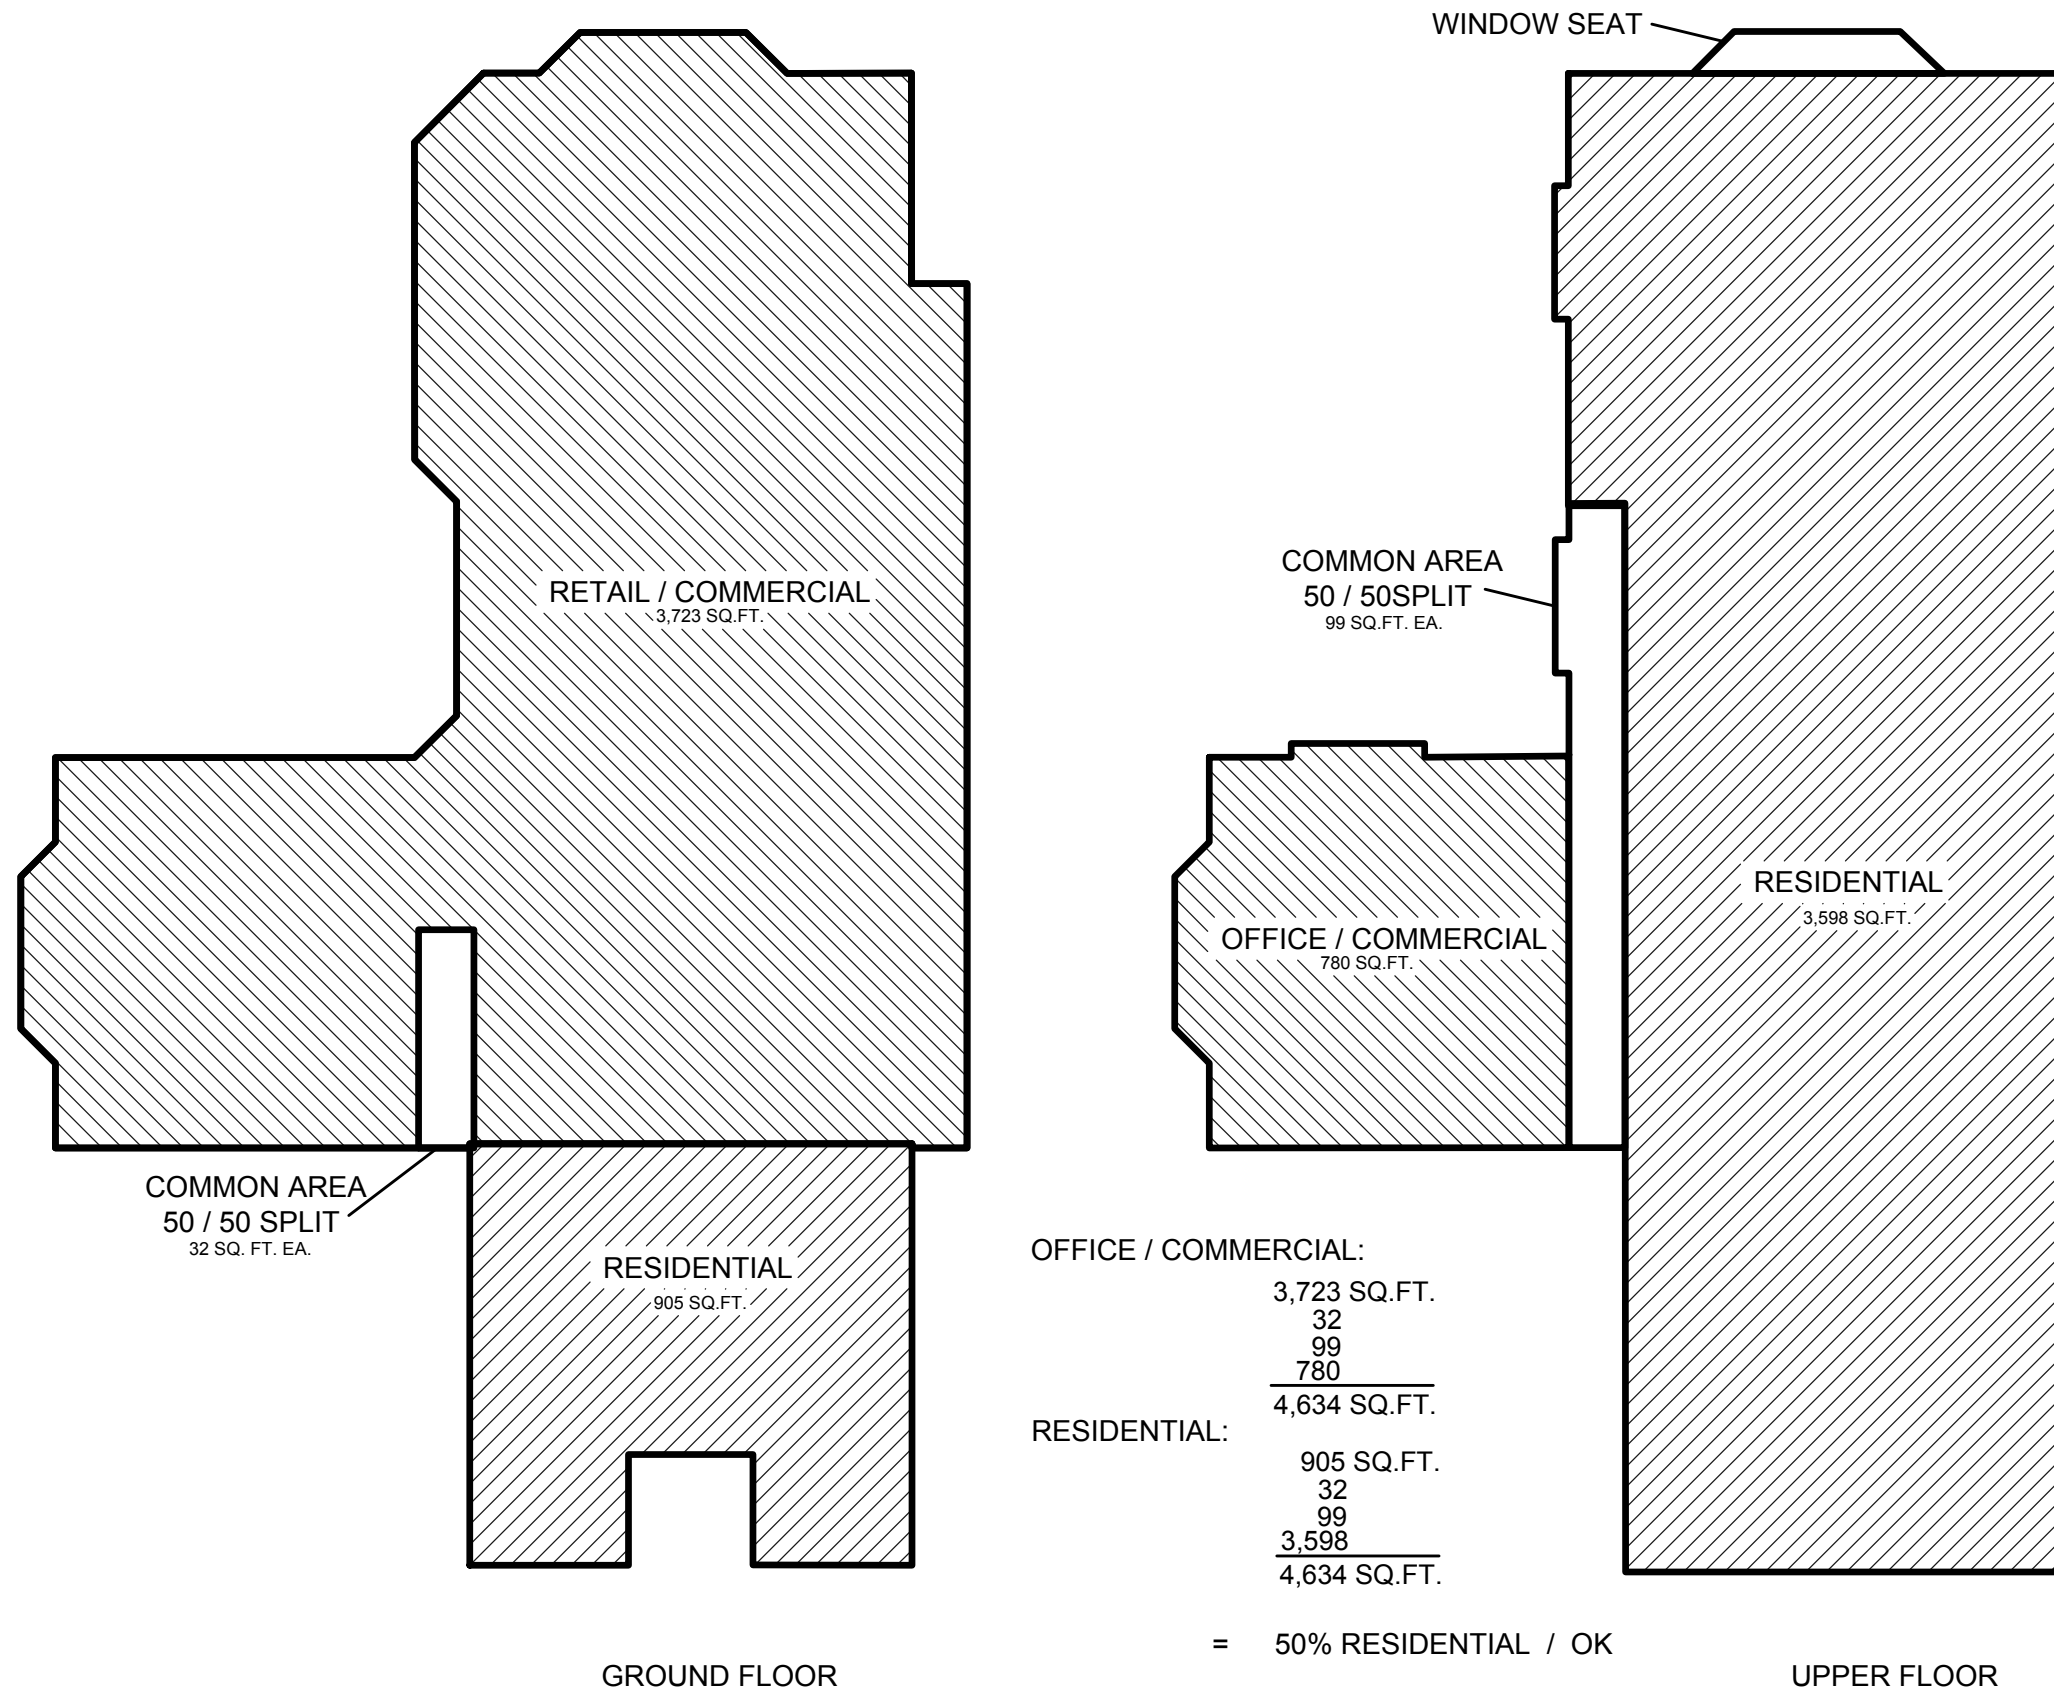 WINDOW SEAT
RETAIL / COMMERCIAL
3,723 SQ.FT.
COMMON AREA
50 / 50SPLIT
99 SQ.FT. EA.
RESIDENTIAL
3,598 SQ.FT.
OFFICE / COMMERCIAL
780 SQ.FT.
COMMON AREA
50 / 50 SPLIT
32 SQ. FT. EA.
RESIDENTIAL
905 SQ.FT.
OFFICE / COMMERCIAL:
3,723 SQ.FT.
32
99
780
4,634 SQ.FT.
RESIDENTIAL:
905 SQ.FT.
32
99
3,598
4,634 SQ.FT.
= 50% RESIDENTIAL / OK
GROUND FLOOR
UPPER FLOOR